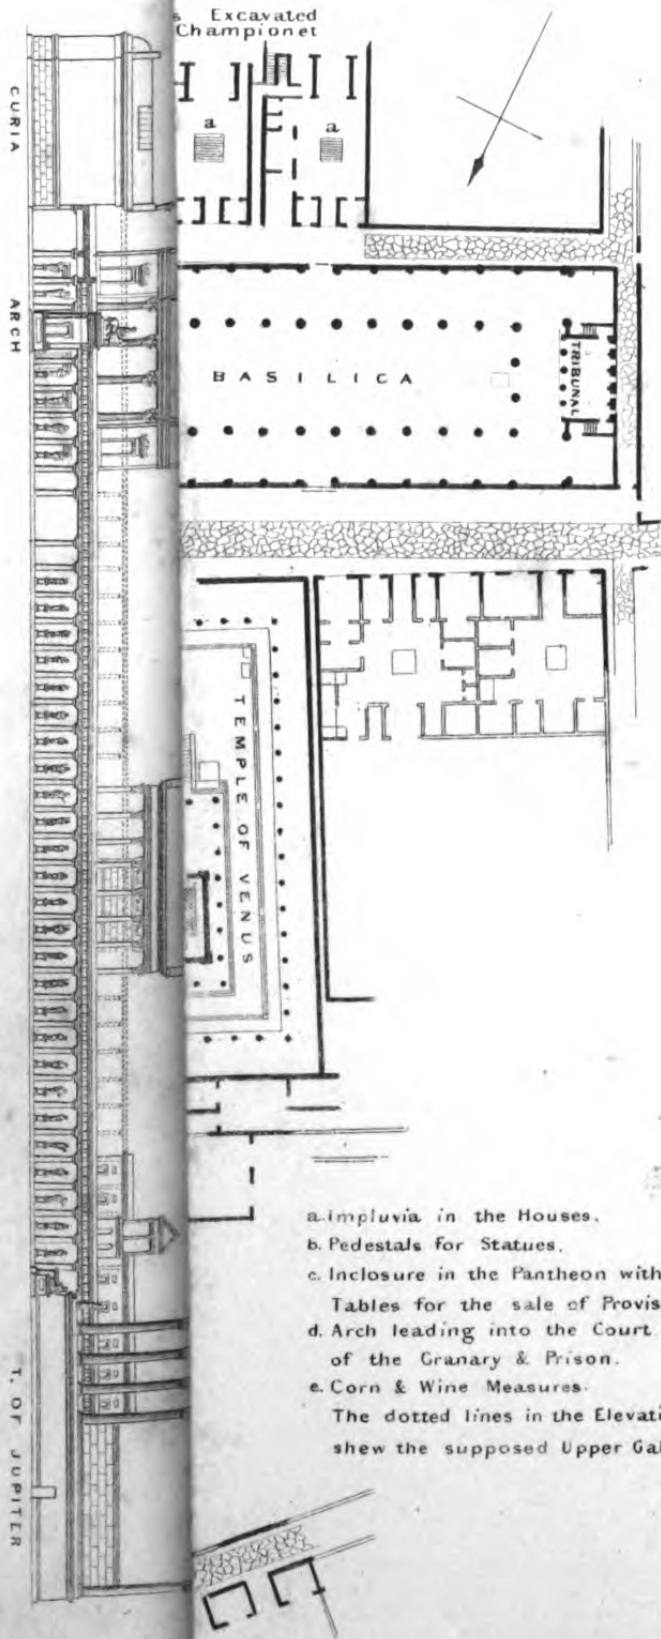 s Excavated
Championet
CURIA
a
a
ARCH
BASILICA
TRIBUNAL
TEMPLE OF VENUS
a. Impluvia in the Houses.
b. Pedestals for Statues.
c. Inclosure in the Pantheon with
Tables for the sale of Provis
d. Arch leading into the Court
of the Granary & Prison.
e. Corn & Wine Measures.
The dotted lines in the Elevati
shew the supposed Upper Gal
T. OF JUPITER